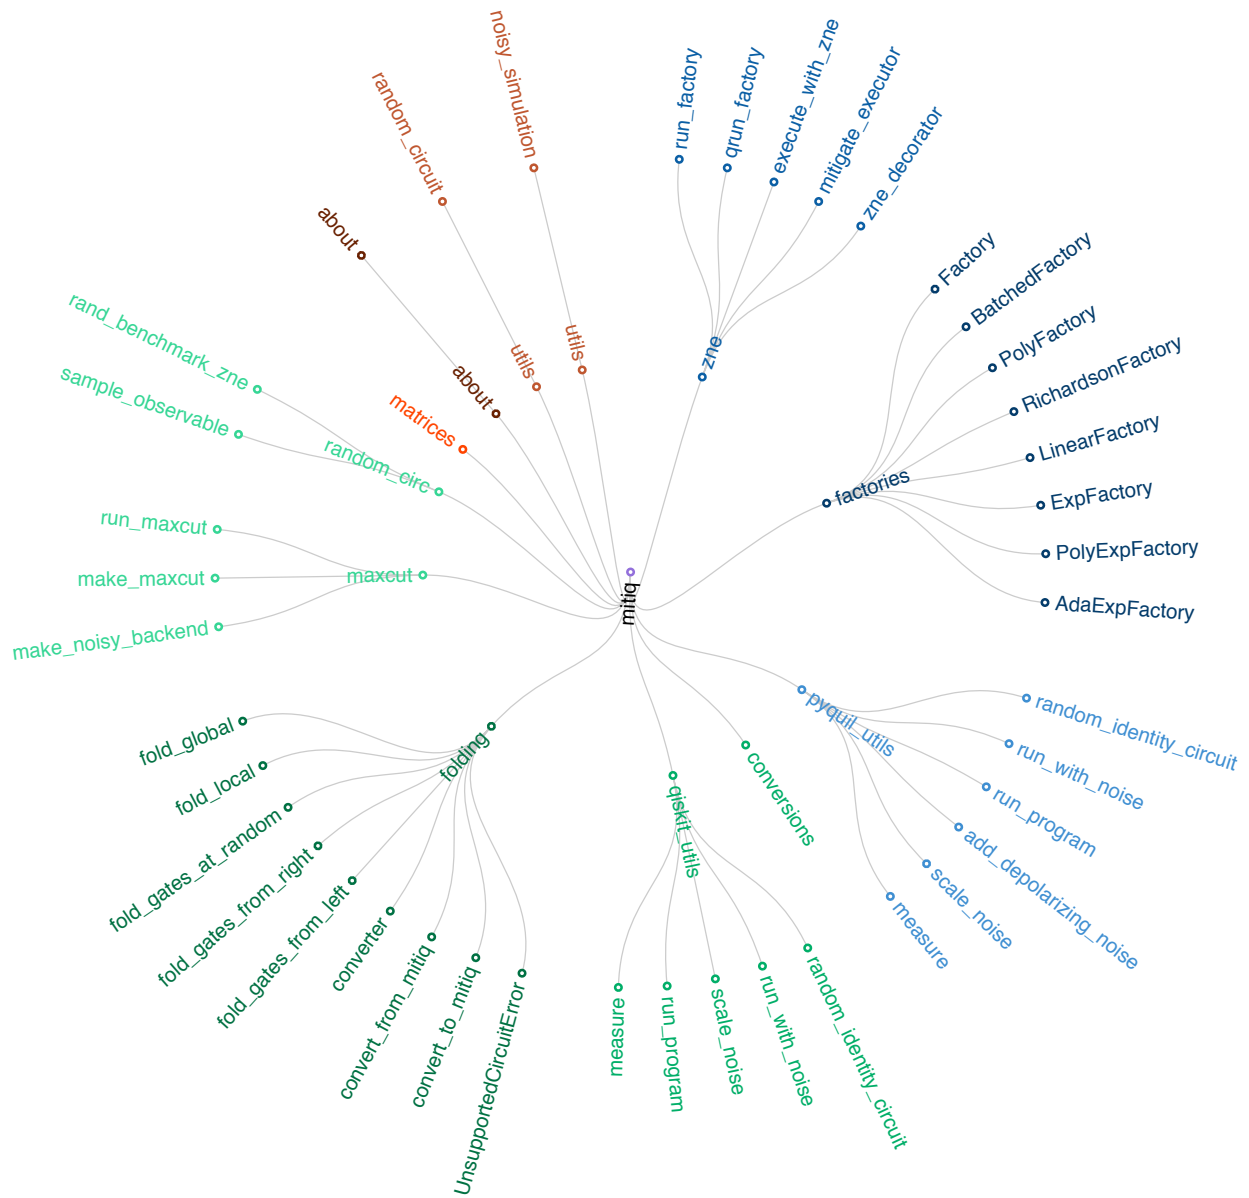 mitiq
zne
run_factory
qrun_factory
execute_with_zne
mitigate_executor
zne_decorator
factories
Factory
BatchedFactory
PolyFactory
RichardsonFactory
LinearFactory
ExpFactory
PolyExpFactory
AdaExpFactory
pyquil_utils
random_identity_circuit
run_with_noise
run_program
add_depolarizing_noise
scale_noise
measure
conversions
qiskit_utils
random_identity_circuit
run_with_noise
scale_noise
run_program
measure
folding
UnsupportedCircuitError
convert_to_mitiq
convert_from_mitiq
converter
fold_gates_from_left
fold_gates_from_right
fold_gates_at_random
fold_local
fold_global
maxcut
make_noisy_backend
make_maxcut
run_maxcut
random_circ
sample_observable
rand_benchmark_zne
matrices
about
about
utils
random_circuit
utils
noisy_simulation